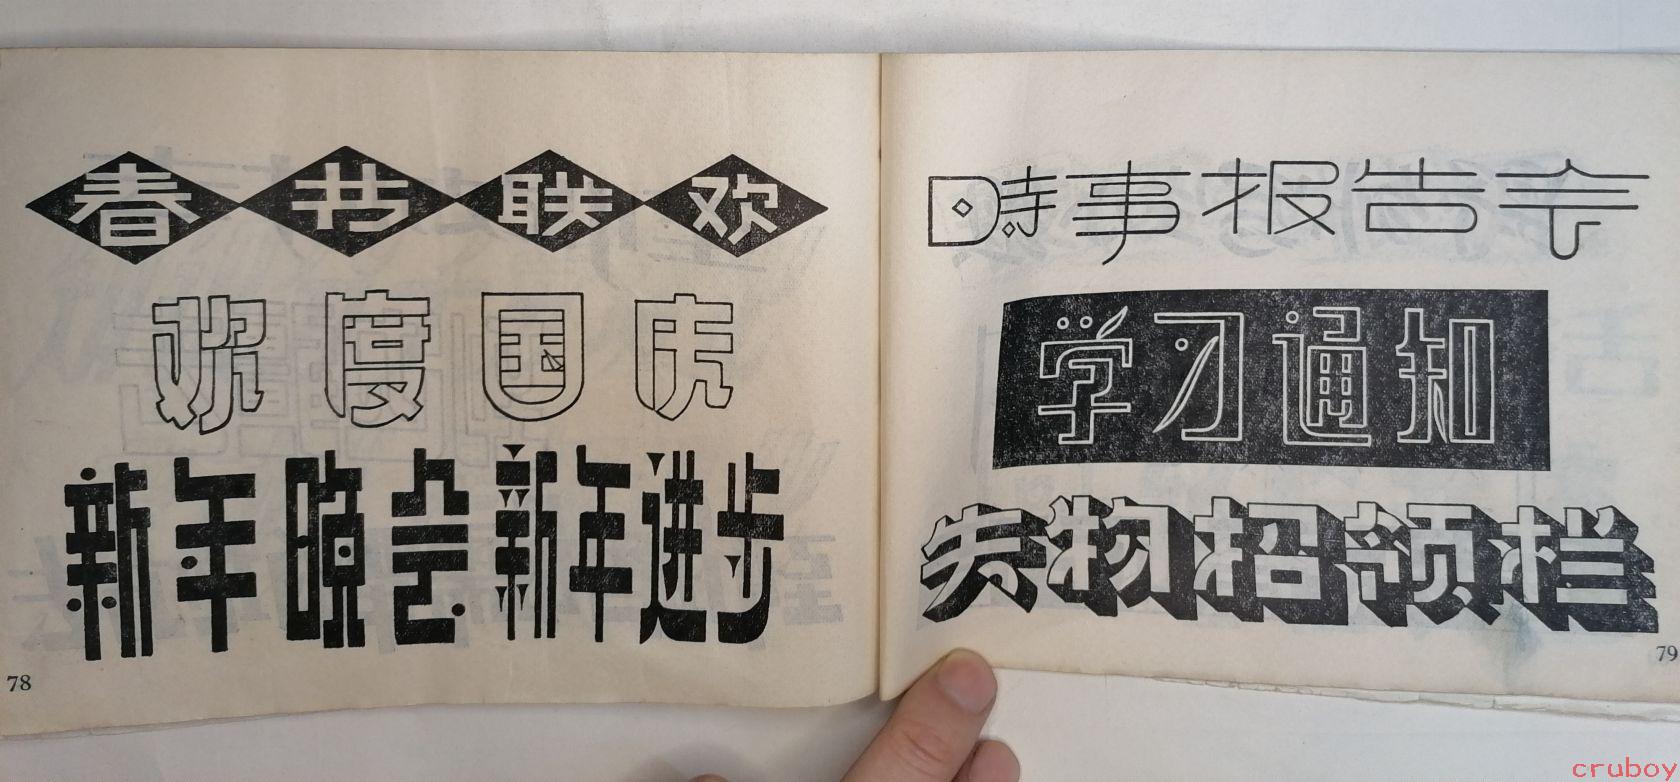 春节联欢
欢度国庆
新年晚会 新年进步
78
時事报告会
学习通知
失物招领栏
79
cruboy